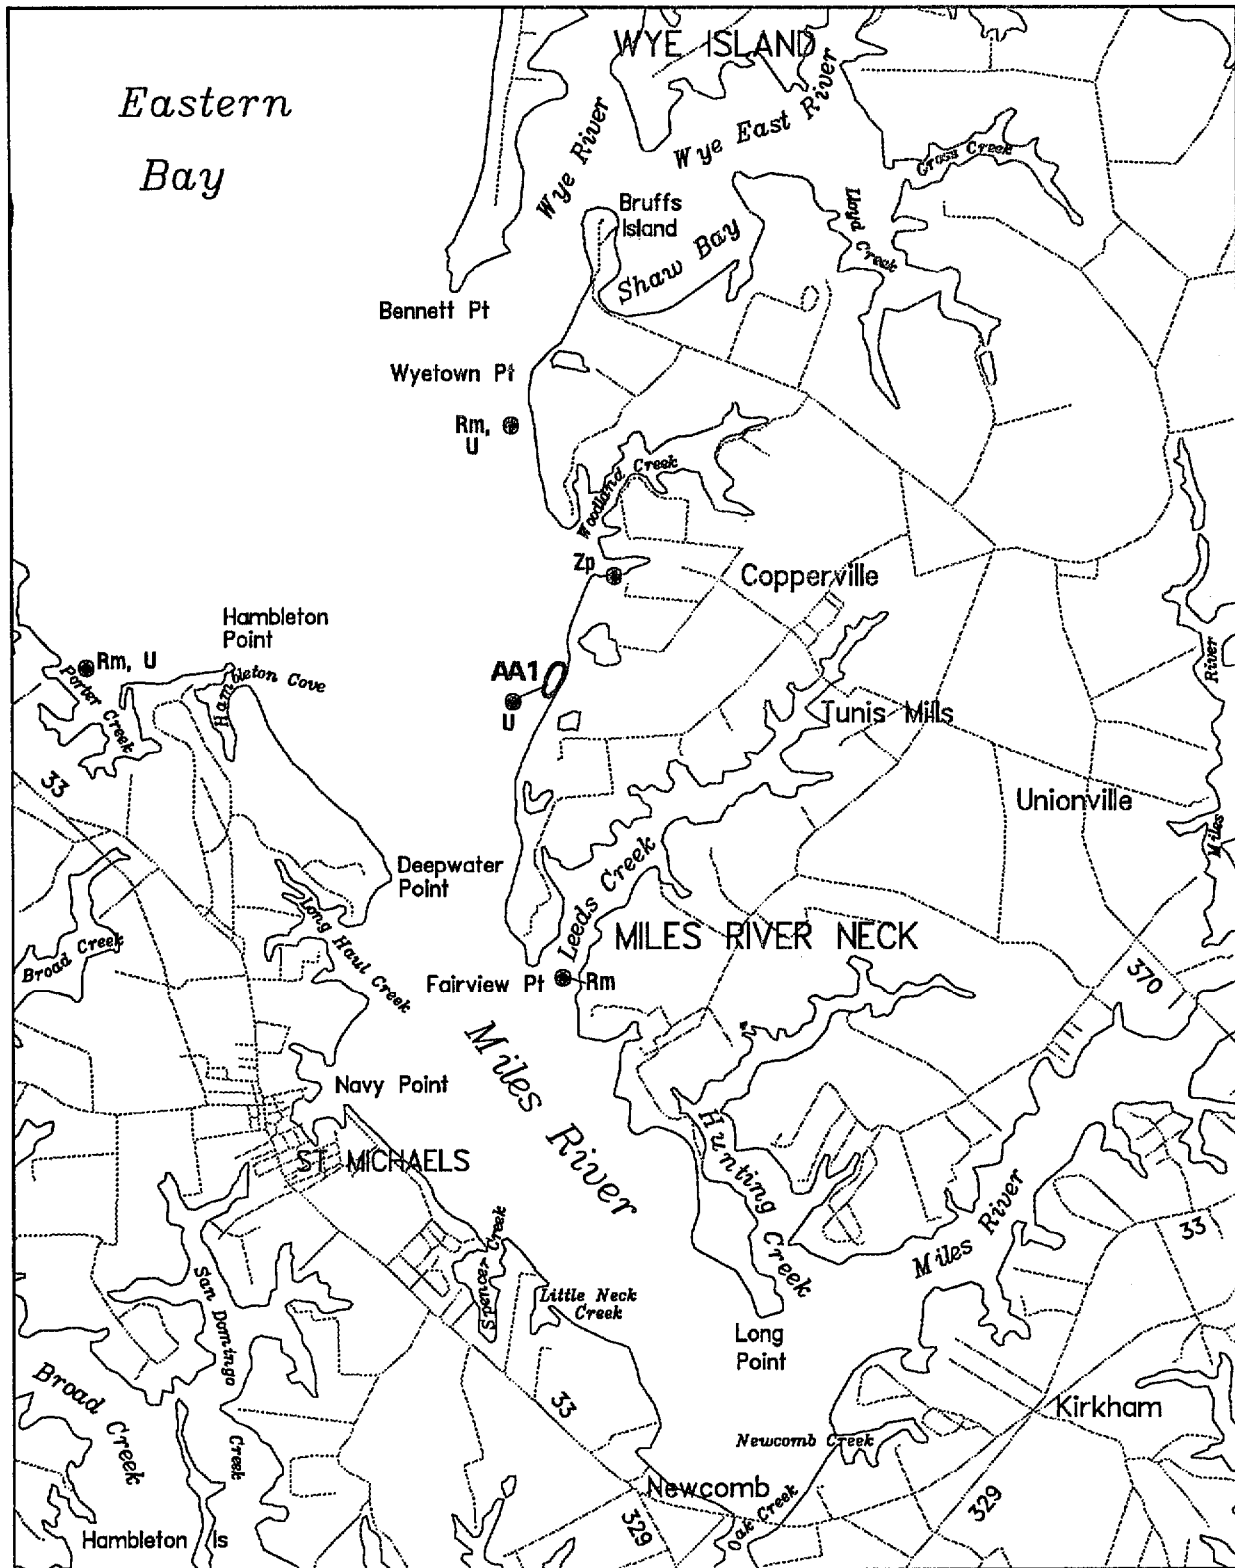 WYE ISLAND
Eastern
Bay
Wye River
Wye East River
Gross Creek
Bruffs
Island
Lloyd
Creek
Shaw Bay
Bennett Pt
Wyetown Pt
Rm,
U
Woodland Creek
Zp
Copperville
Hambleton
Point
Rm, U
Porter Creek
Hambleton Cove
AA1
U
Tunis Mills
River
33
Unionville
Miles
Deepwater
Point
Leeds Creek
Long Haul Creek
Broad Creek
MILES RIVER NECK
370
Fairview Pt
Rm
Miles River
Navy Point
Hunting
Creek
ST MICHAELS
Miles River
33
Spencer Creek
San Domingo
Creek
Little Neck
Creek
Long
Point
Broad Creek
33
Kirkham
Newcomb Creek
Newcomb
329
329
Oak Creek
Hambleton Is